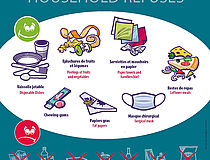 HOUSEHOLD REFUSES
Vaisselle jetable
Disposable dishes
Epluchures de fruits
et légumes
Peelings of fruits
and vegetables
Serviettes et mouchoirs
en papier
Paper towels and
handkerchief
Restes de repas
Leftover meals
Chewing gums
Papiers gras
Fat papers
Masque chirurgical
Surgical mask